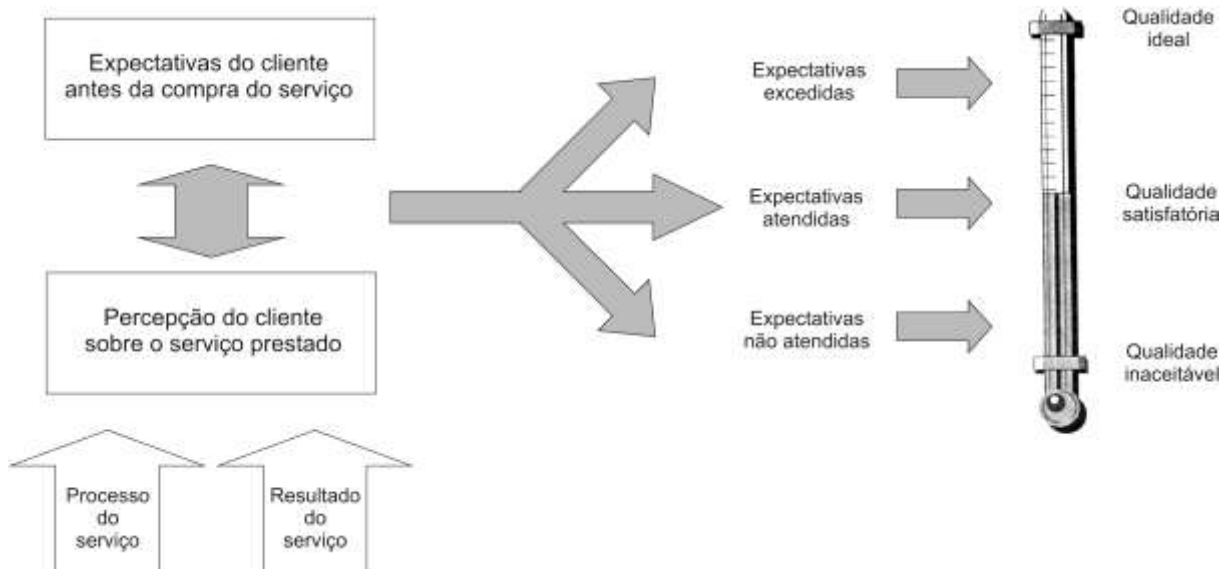 Expectativas do cliente
antes da compra do serviço
Percepção do cliente
sobre o serviço prestado
Processo
do
serviço
Resultado
do
serviço
Expectativas
excedidas
Expectativas
atendidas
Expectativas
não atendidas
Qualidade
ideal
Qualidade
satisfatória
Qualidade
inaceitável